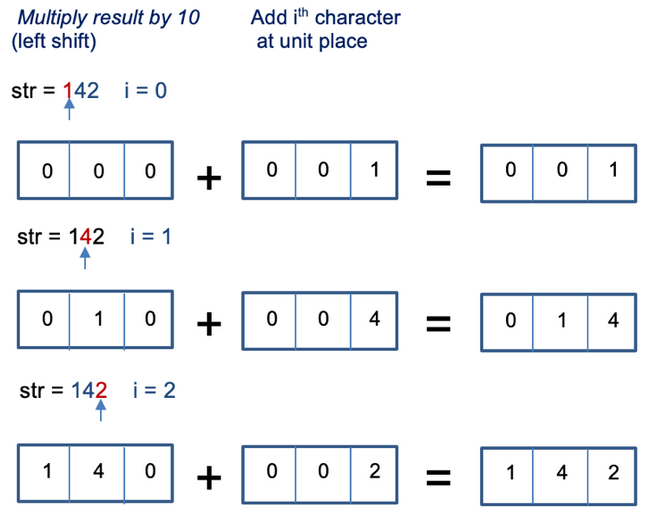 Multiply result by 10
(left shift)
Add ith character
at unit place
str = 142 i = 0
0 0 0 + 0 0 1 = 0 0 1
str = 142 i = 1
0 1 0 + 0 0 4 = 0 1 4
str = 142 i = 2
1 4 0 + 0 0 2 = 1 4 2